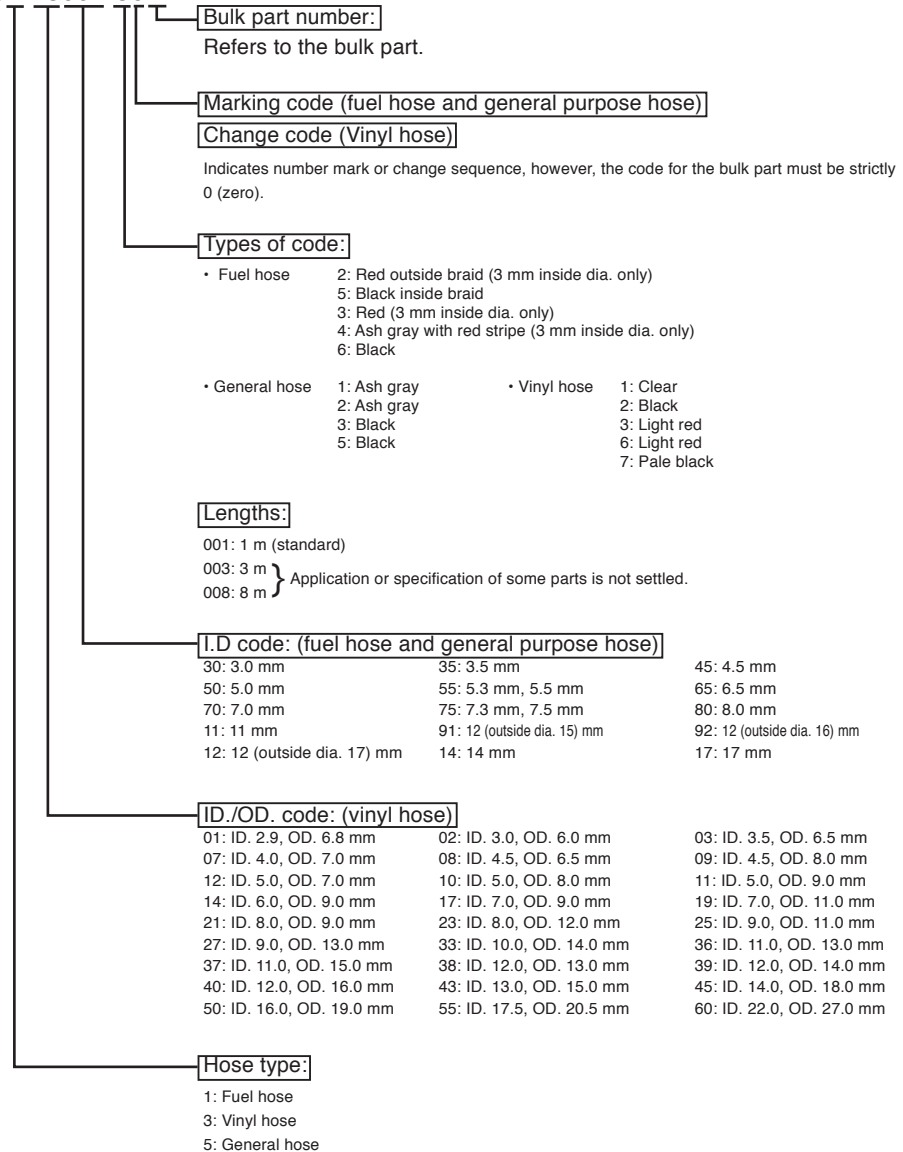 Bulk part number:
Refers to the bulk part.
Marking code (fuel hose and general purpose hose)
Change code (Vinyl hose)
Indicates number mark or change sequence, however, the code for the bulk part must be strictly
0 (zero).
Types of code:
• Fuel hose 2: Red outside braid (3 mm inside dia. only)
5: Black inside braid
3: Red (3 mm inside dia. only)
4: Ash gray with red stripe (3 mm inside dia. only)
6: Black
• General hose 1: Ash gray • Vinyl hose 1: Clear
2: Ash gray 2: Black
3: Black 3: Light red
5: Black 6: Light red
7: Pale black
Lengths:
001: 1 m (standard)
003: 3 m
008: 8 m } Application or specification of some parts is not settled.
I.D code: (fuel hose and general purpose hose)
30: 3.0 mm 35: 3.5 mm 45: 4.5 mm
50: 5.0 mm 55: 5.3 mm, 5.5 mm 65: 6.5 mm
70: 7.0 mm 75: 7.3 mm, 7.5 mm 80: 8.0 mm
11: 11 mm 91: 12 (outside dia. 15) mm 92: 12 (outside dia. 16) mm
12: 12 (outside dia. 17) mm 14: 14 mm 17: 17 mm
ID./OD. code: (vinyl hose)
01: ID. 2.9, OD. 6.8 mm 02: ID. 3.0, OD. 6.0 mm 03: ID. 3.5, OD. 6.5 mm
07: ID. 4.0, OD. 7.0 mm 08: ID. 4.5, OD. 6.5 mm 09: ID. 4.5, OD. 8.0 mm
12: ID. 5.0, OD. 7.0 mm 10: ID. 5.0, OD. 8.0 mm 11: ID. 5.0, OD. 9.0 mm
14: ID. 6.0, OD. 9.0 mm 17: ID. 7.0, OD. 9.0 mm 19: ID. 7.0, OD. 11.0 mm
21: ID. 8.0, OD. 9.0 mm 23: ID. 8.0, OD. 12.0 mm 25: ID. 9.0, OD. 11.0 mm
27: ID. 9.0, OD. 13.0 mm 33: ID. 10.0, OD. 14.0 mm 36: ID. 11.0, OD. 13.0 mm
37: ID. 11.0, OD. 15.0 mm 38: ID. 12.0, OD. 13.0 mm 39: ID. 12.0, OD. 14.0 mm
40: ID. 12.0, OD. 16.0 mm 43: ID. 13.0, OD. 15.0 mm 45: ID. 14.0, OD. 18.0 mm
50: ID. 16.0, OD. 19.0 mm 55: ID. 17.5, OD. 20.5 mm 60: ID. 22.0, OD. 27.0 mm
Hose type:
1: Fuel hose
3: Vinyl hose
5: General hose